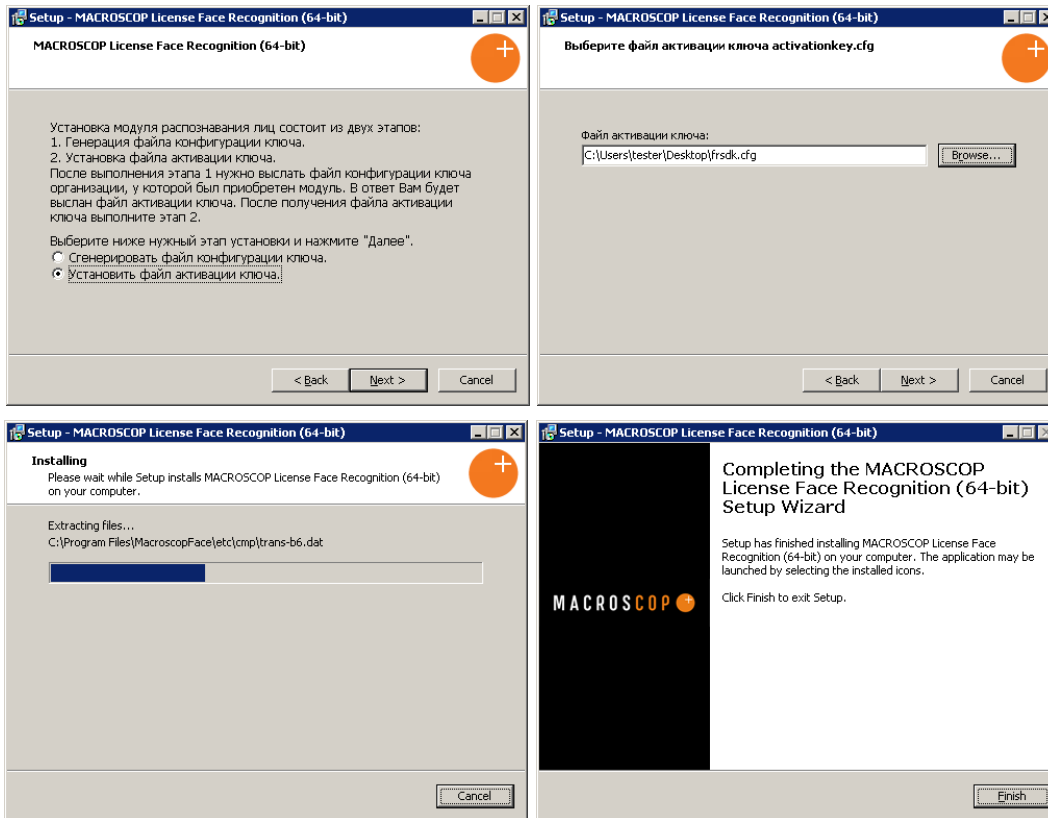 Setup - MACROSCOP License Face Recognition (64-bit)
MACROSCOP License Face Recognition (64-bit)
Установка модуля распознавания лиц состоит из двух этапов:
1. Генерация файла конфигурации ключа.
2. Установка файла активации ключа.
После выполнения этапа 1 нужно выслать файл конфигурации ключа
организации, у которой был приобретен модуль. В ответ Вам будет
выслан файл активации ключа. После получения файла активации
ключа выполните этап 2.
Выберите ниже нужный этап установки и нажмите "Далее".
Сгенерировать файл конфигурации ключа.
Установить файл активации ключа.
< Back
Next >
Cancel
Setup - MACROSCOP License Face Recognition (64-bit)
Выберите файл активации ключа activationkey.cfg
Файл активации ключа:
C:\Users\tester\Desktop\frsdk.cfg
Browse...
< Back
Next >
Cancel
Setup - MACROSCOP License Face Recognition (64-bit)
Installing
Please wait while Setup installs MACROSCOP License Face Recognition (64-bit)
on your computer.
Extracting files...
C:\Program Files\MacroscopFace\etc\cmp\trans-b6.dat
Cancel
Setup - MACROSCOP License Face Recognition (64-bit)
MACROSCOP
Completing the MACROSCOP
License Face Recognition (64-bit)
Setup Wizard
Setup has finished installing MACROSCOP License Face
Recognition (64-bit) on your computer. The application may be
launched by selecting the installed icons.
Click Finish to exit Setup.
Finish